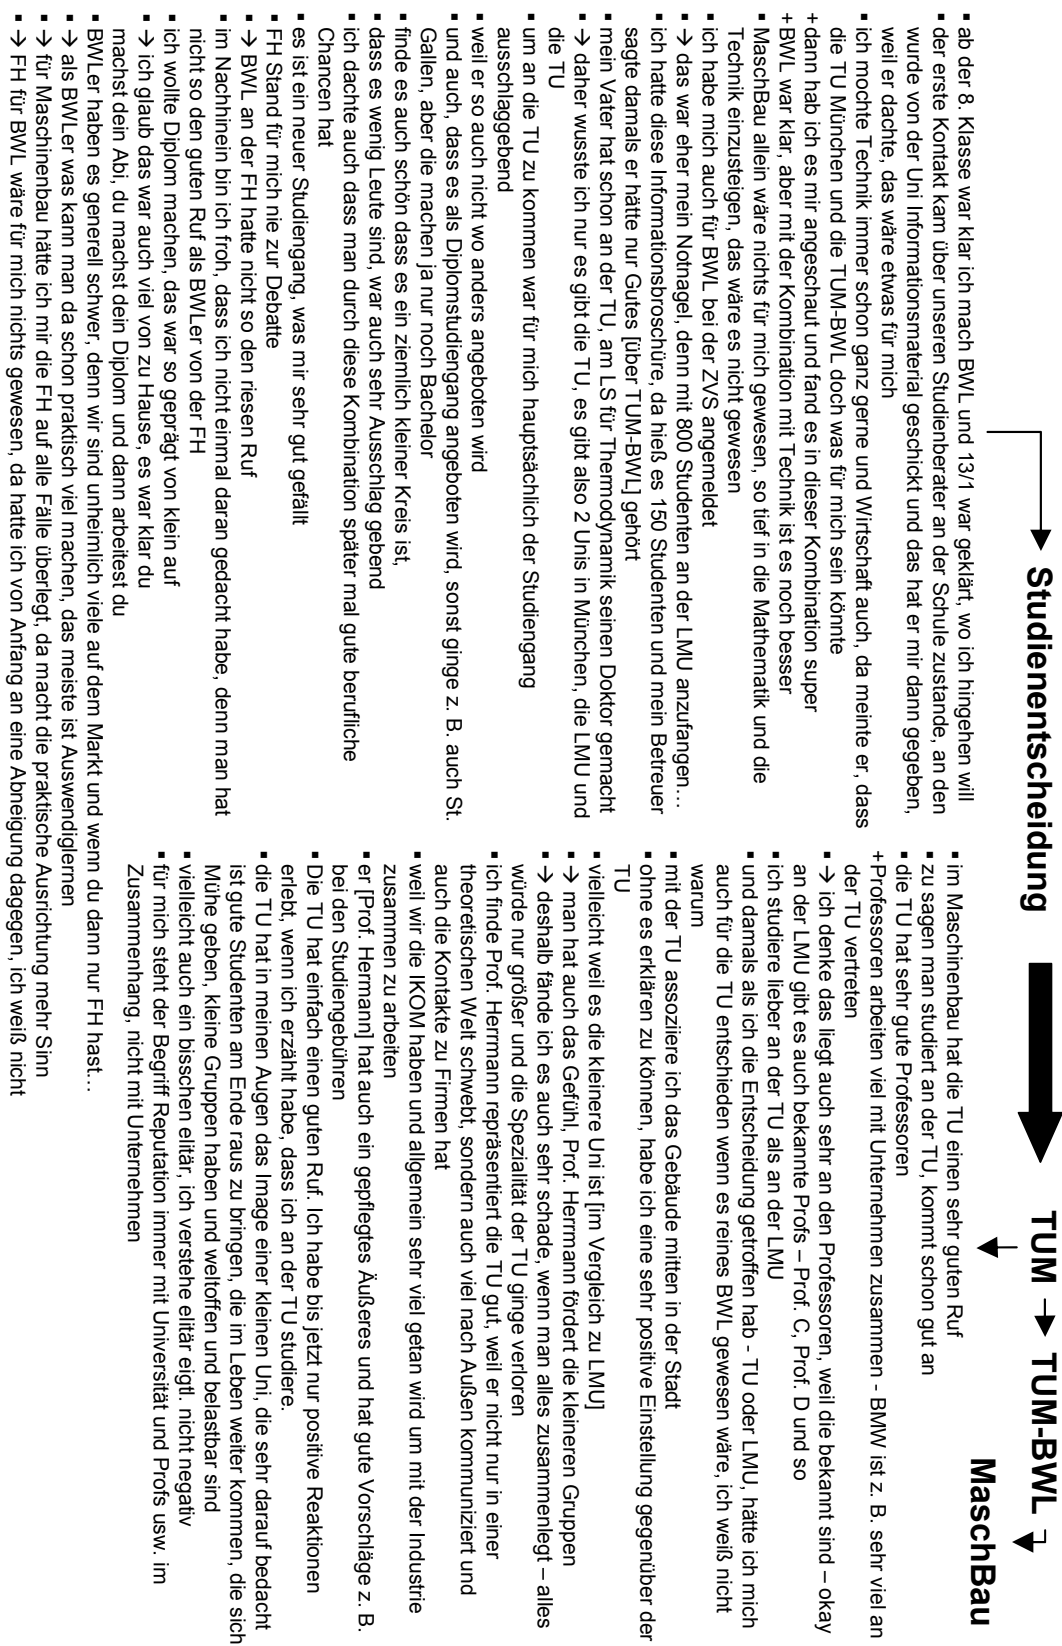 Studienentscheidung
TUM → TUM-BWL
MaschBau
▪ ab der 8. Klasse war klar ich mach BWL und 13/1 war geklärt, wo ich hingehen will
▪ der erste Kontakt kam über unseren Studienberater an der Schule zustande, an den
wurde von der Uni Informationsmaterial geschickt und das hat er mir dann gegeben,
weil er dachte, das wäre etwas für mich
▪ ich mochte Technik immer schon ganz gerne und Wirtschaft auch, da meinte er, dass
die TU München und die TUM-BWL doch was für mich sein könnte
+ dann hab ich es mir angeschaut und fand es in dieser Kombination super
+ BWL war klar, aber mit der Kombination mit Technik ist es noch besser
▪ MaschBau allein wäre nichts für mich gewesen, so tief in die Mathematik und die
Technik einzusteigen, das wäre es nicht gewesen
▪ ich habe mich auch für BWL bei der ZVS angemeldet
▪ → das war eher mein Notnagel, denn mit 800 Studenten an der LMU anzufangen…
▪ ich hatte diese Informationsbroschüre, da hieß es 150 Studenten und mein Betreuer
sagte damals er hätte nur Gutes [über TUM-BWL] gehört
▪ mein Vater hat schon an der TU, am LS für Thermodynamik seinen Doktor gemacht
▪ → daher wusste ich nur es gibt die TU, es gibt also 2 Unis in München, die LMU und
die TU
▪ um an die TU zu kommen war für mich hauptsächlich der Studiengang
ausschlaggebend
▪ weil er so auch nicht wo anders angeboten wird
▪ und auch, dass es als Diplomstudiengang angeboten wird, sonst ginge z. B. auch St.
Gallen, aber die machen ja nur noch Bachelor
▪ finde es auch schön dass es ein ziemlich kleiner Kreis ist,
▪ dass es wenig Leute sind, war auch sehr Ausschlag gebend
▪ ich dachte auch dass man durch diese Kombination später mal gute berufliche
Chancen hat
▪ es ist ein neuer Studiengang, was mir sehr gut gefällt
▪ FH Stand für mich nie zur Debatte
▪ → BWL an der FH hatte nicht so den riesen Ruf
▪ im Nachhinein bin ich froh, dass ich nicht einmal daran gedacht habe, denn man hat
nicht so den guten Ruf als BWLer von der FH
▪ ich wollte Diplom machen, das war so geprägt von klein auf
▪ → ich glaub das war auch viel von zu Hause, es war klar du
machst dein Abi, du machst dein Diplom und dann arbeitest du
▪ BWLer haben es generell schwer, denn wir sind unheimlich viele auf dem Markt und wenn du dann nur FH hast…
▪ → als BWLer was kann man da schon praktisch viel machen, das meiste ist Auswendiglernen
▪ → für Maschinenbau hätte ich mir die FH auf alle Fälle überlegt, da macht die praktische Ausrichtung mehr Sinn
▪ → FH für BWL wäre für mich nichts gewesen, da hatte ich von Anfang an eine Abneigung dagegen, ich weiß nicht
▪ im Maschinenbau hat die TU einen sehr guten Ruf
▪ zu sagen man studiert an der TU, kommt schon gut an
▪ die TU hat sehr gute Professoren
+ Professoren arbeiten viel mit Unternehmen zusammen - BMW ist z. B. sehr viel an
der TU vertreten
▪ → ich denke das liegt auch sehr an den Professoren, weil die bekannt sind – okay
an der LMU gibt es auch bekannte Profs – Prof. C, Prof. D und so
▪ ich studiere lieber an der TU als an der LMU
▪ und damals als ich die Entscheidung getroffen hab - TU oder LMU, hätte ich mich
auch für die TU entschieden wenn es reines BWL gewesen wäre, ich weiß nicht
warum
▪ mit der TU assoziiere ich das Gebäude mitten in der Stadt
▪ ohne es erklären zu können, habe ich eine sehr positive Einstellung gegenüber der
TU
▪ vielleicht weil es die kleinere Uni ist [im Vergleich zu LMU]
▪ → man hat auch das Gefühl, Prof. Herrmann fördert die kleineren Gruppen
▪ → deshalb fände ich es auch sehr schade, wenn man alles zusammenlegt – alles
würde nur größer und die Spezialität der TU ginge verloren
▪ ich finde Prof. Herrmann repräsentiert die TU gut, weil er nicht nur in einer
theoretischen Welt schwebt, sondern auch viel nach Außen kommuniziert und
auch die Kontakte zu Firmen hat
▪ weil wir die IKOM haben und allgemein sehr viel getan wird um mit der Industrie
zusammen zu arbeiten
▪ er [Prof. Hermann] hat auch ein gepflegtes Äußeres und hat gute Vorschläge z. B.
bei den Studiengebühren
▪ Die TU hat einfach einen guten Ruf. Ich habe bis jetzt nur positive Reaktionen
erlebt, wenn ich erzählt habe, dass ich an der TU studiere.
▪ die TU hat in meinen Augen das Image einer kleinen Uni, die sehr darauf bedacht
ist gute Studenten am Ende raus zu bringen, die im Leben weiter kommen, die sich
Mühe geben, kleine Gruppen haben und weltoffen und belastbar sind
▪ vielleicht auch ein bisschen elitär, ich verstehe elitär eigtl. nicht negativ
▪ für mich steht der Begriff Reputation immer mit Universität und Profs usw. im
Zusammenhang, nicht mit Unternehmen